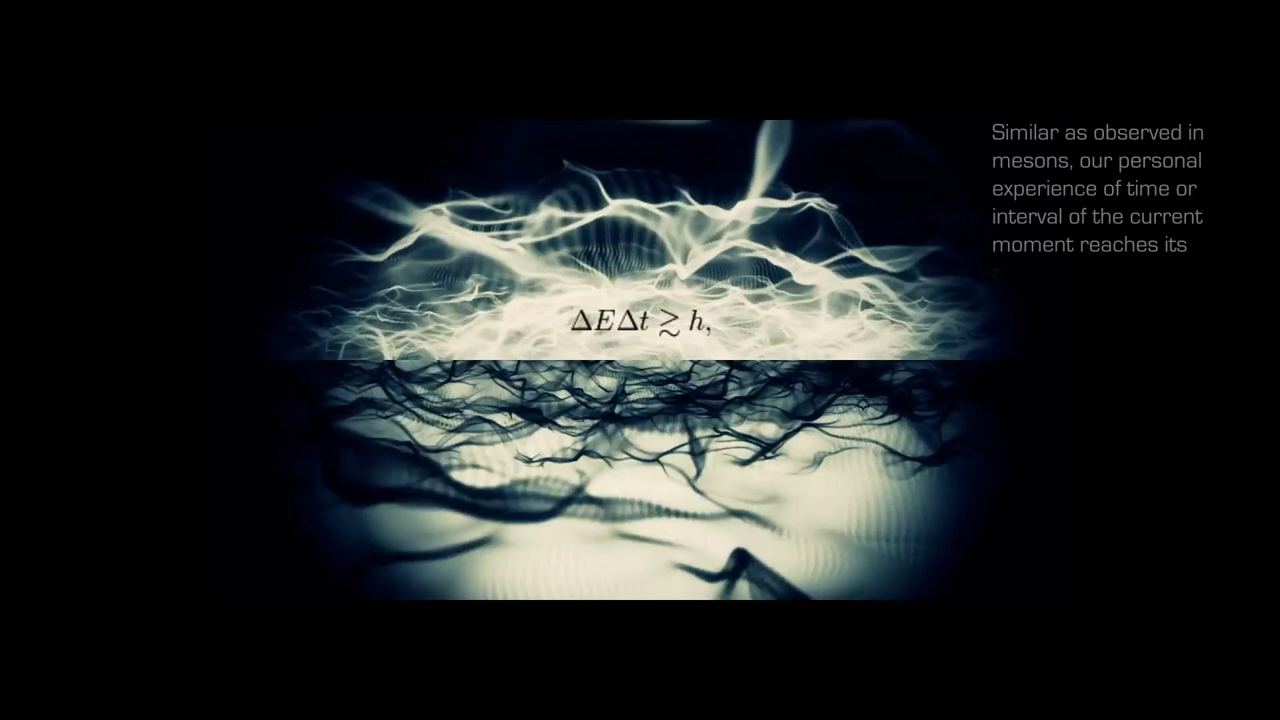 Similar as observed in
mesons, our personal
experience of time or
interval of the current
moment reaches its
ΔEΔt ≳ h,